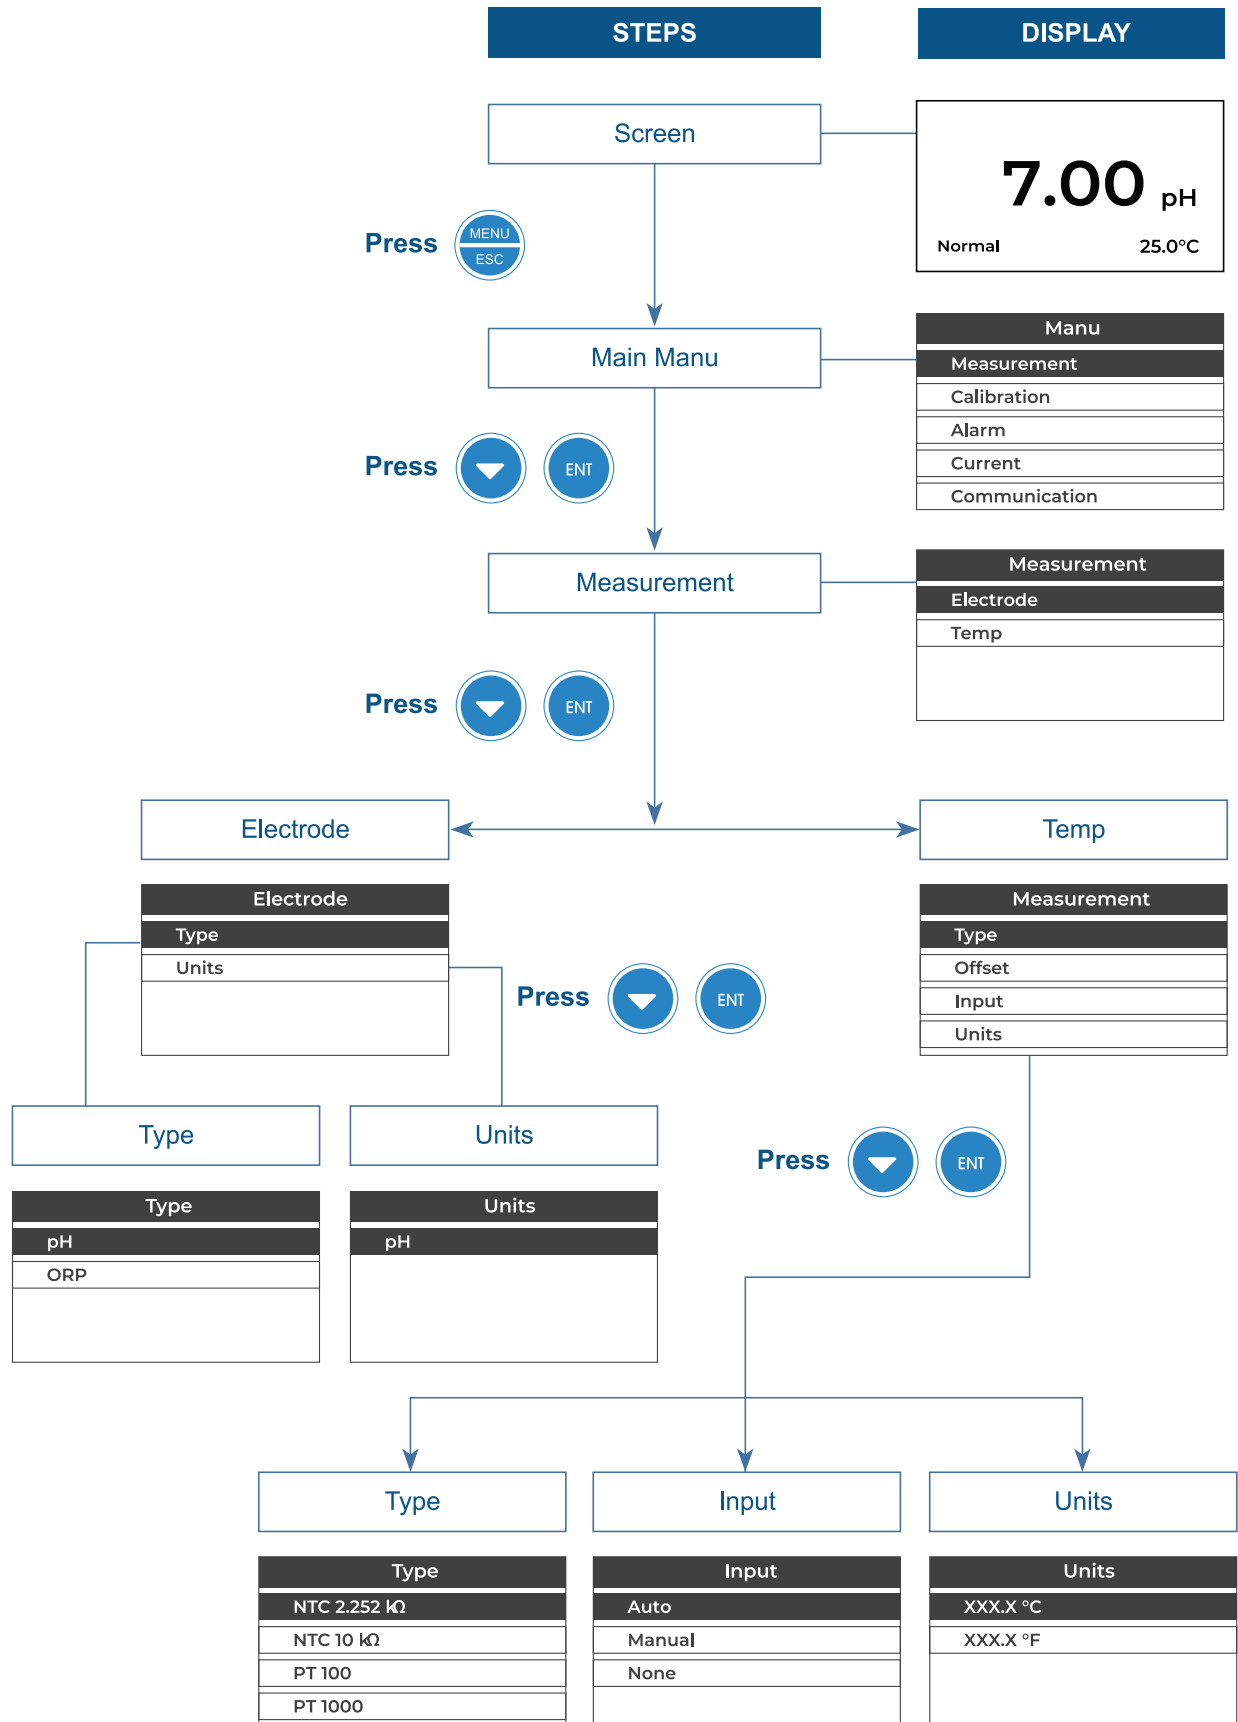 STEPS
DISPLAY
Screen
7.00 pH
Normal 25.0°C
Press
MENU
ESC
Main Manu
Manu
Measurement
Calibration
Alarm
Current
Communication
Press
ENT
Measurement
Measurement
Electrode
Temp
Press
ENT
Electrode
Temp
Electrode
Type
Units
Measurement
Type
Offset
Input
Units
Press
ENT
Type
Units
Press
ENT
Type
pH
ORP
Units
pH
Type
Input
Units
Type
NTC 2.252 kΩ
NTC 10 kΩ
PT 100
PT 1000
Input
Auto
Manual
None
Units
XXX.X °C
XXX.X °F